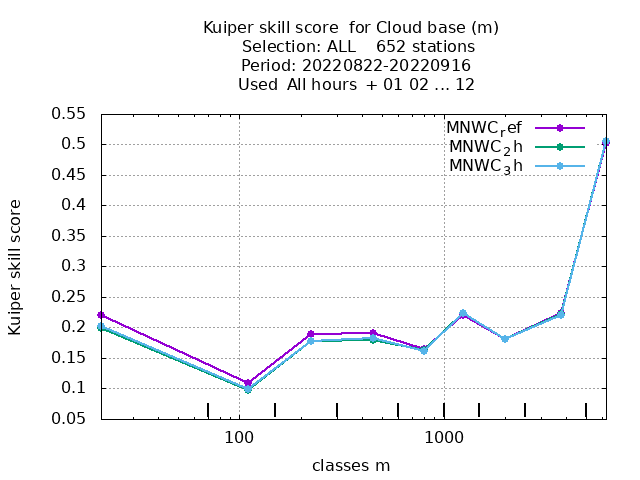 Kuiper skill score  for Cloud base (m)
Selection: ALL    652 stations
Period: 20220822-20220916
Used  All hours  + 01 02 ... 12
MNWC_ref
MNWC_2h
MNWC_3h
Kuiper skill score
0.55
0.5
0.45
0.4
0.35
0.3
0.25
0.2
0.15
0.1
0.05
100 1000
classes m